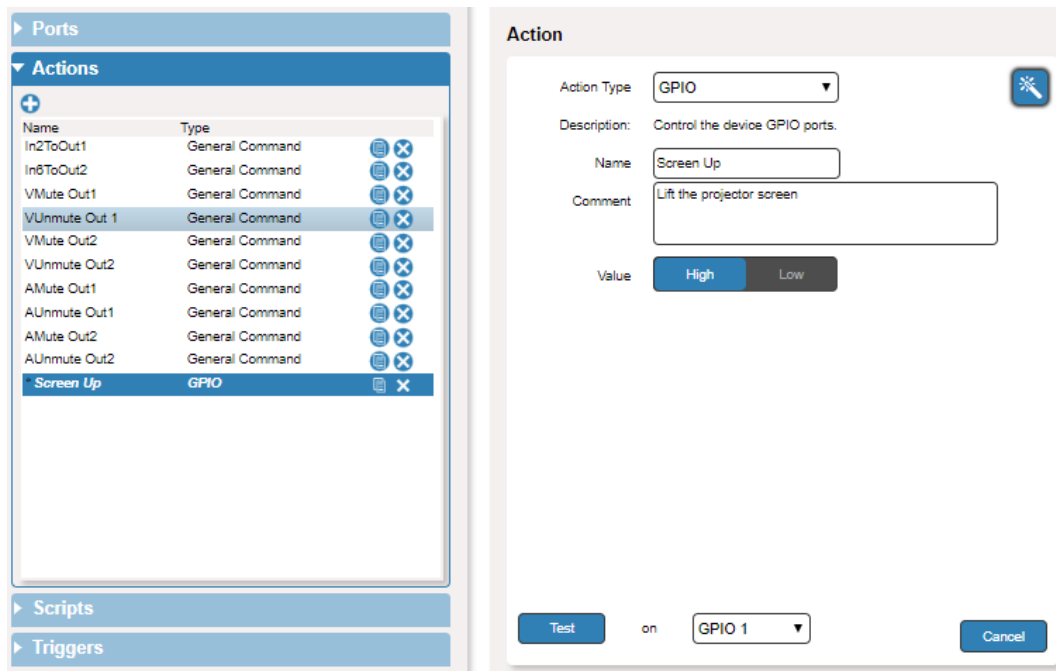 Ports
Actions
Name Type
In2ToOut1 General Command
In6ToOut2 General Command
VMute Out1 General Command
VUnmute Out 1 General Command
VMute Out2 General Command
VUnmute Out2 General Command
AMute Out1 General Command
AUnmute Out1 General Command
AMute Out2 General Command
AUnmute Out2 General Command
* Screen Up GPIO
Scripts
Triggers
Action
Action Type GPIO
Description: Control the device GPIO ports.
Name Screen Up
Comment Lift the projector screen
Value High Low
Test on GPIO 1 Cancel